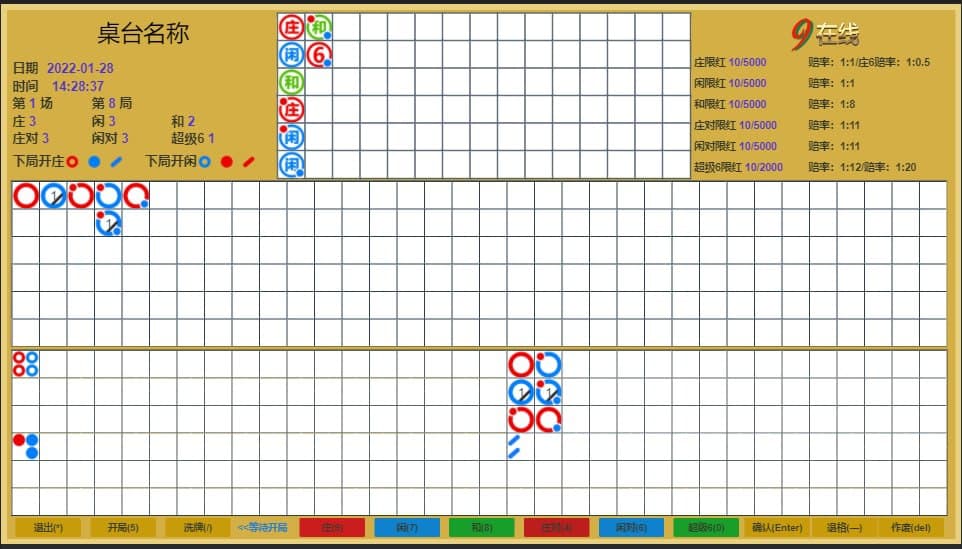 桌台名称
日期 2022-01-28
时间 14:28:37
第 1 场 第 8 局
庄 3 闲 3 和 2
庄对 3 闲对 3 超级6 1
下局开庄 下局开闲
庄 和
闲 6
和
庄
闲
闲
9在线
庄限红 10/5000 赔率：1:1/庄6赔率：1:0.5
闲限红 10/5000 赔率：1:1
和限红 10/5000 赔率：1:8
庄对限红 10/5000 赔率：1:11
闲对限红 10/5000 赔率：1:11
超级6限红 10/2000 赔率：1:12/赔率：1:20
1
1
1 1
退出(*) 开局(5) 洗牌(/) <<等待开局 庄(9) 闲(7) 和(8) 庄对(4) 闲对(6) 超级6(0) 确认(Enter) 退格(—) 作废(del)